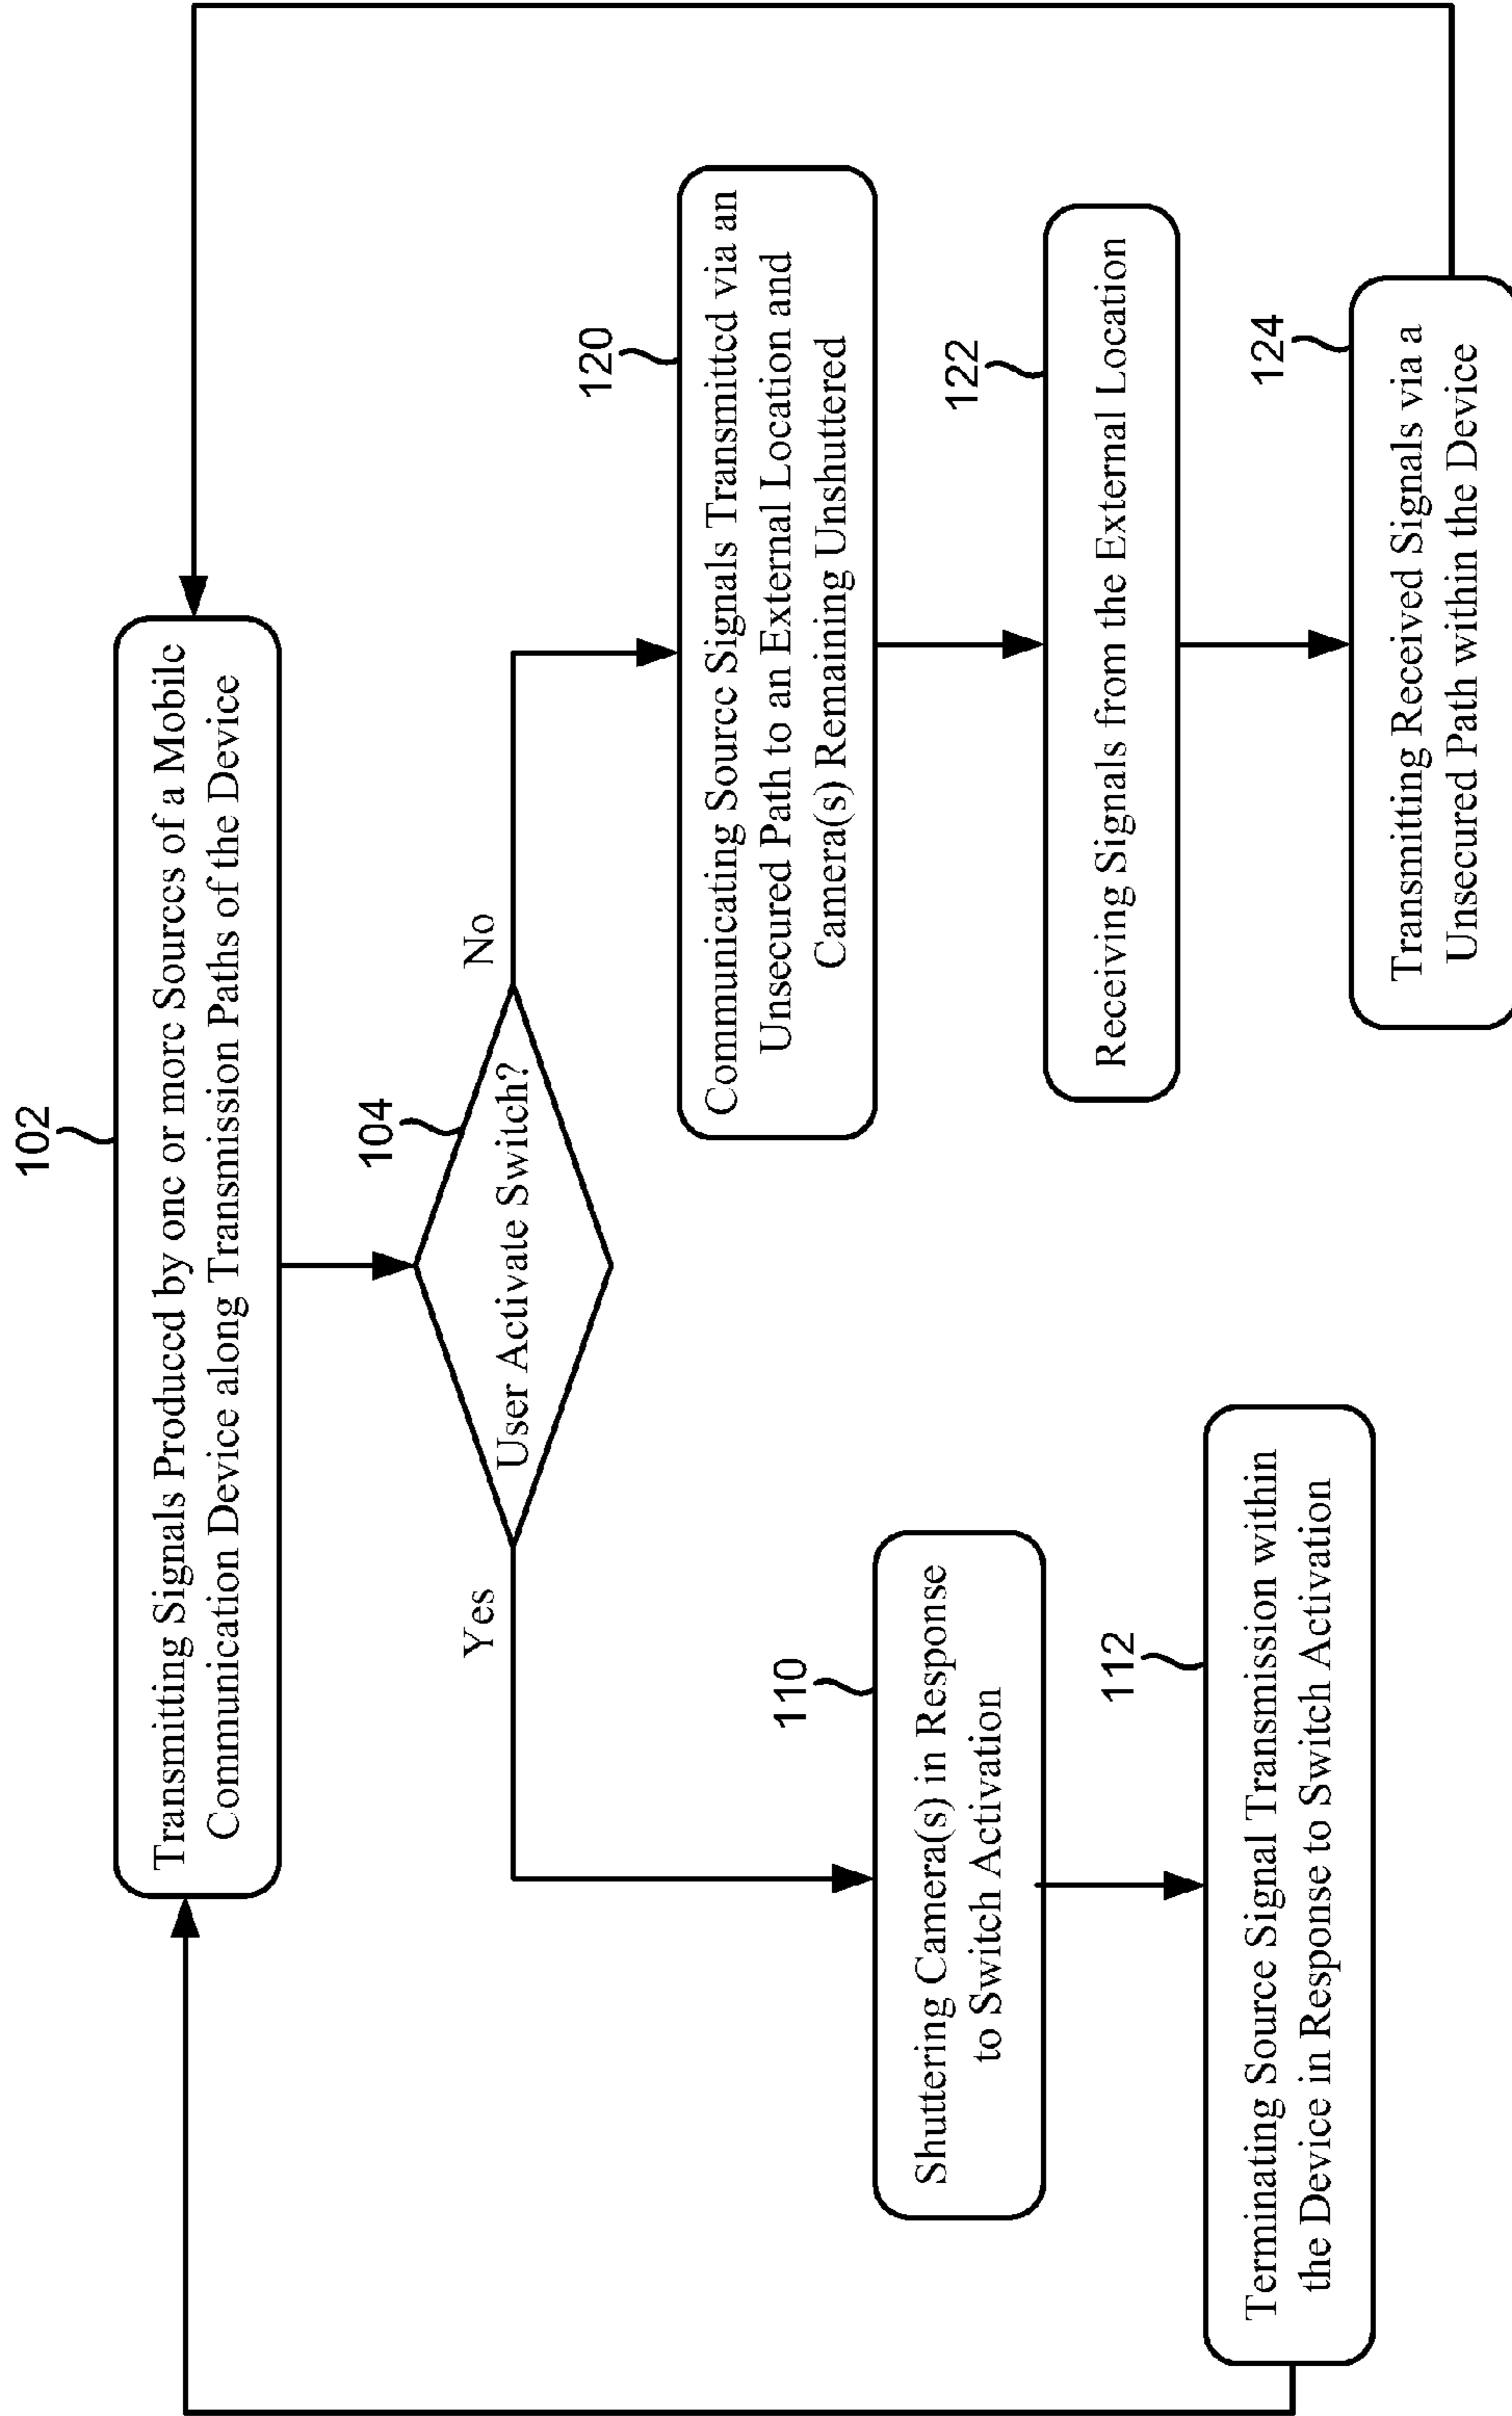 102
Transmitting Signals Produced by one or more Sources of a Mobile
Communication Device along Transmission Paths of the Device
104
User Activate Switch?
Yes
No
110
Shuttering Camera(s) in Response
to Switch Activation
112
Terminating Source Signal Transmission within
the Device in Response to Switch Activation
120
Communicating Source Signals Transmitted via an
Unsecured Path to an External Location and
Camera(s) Remaining Unshuttered
122
Receiving Signals from the External Location
124
Transmitting Received Signals via a
Unsecured Path within the Device